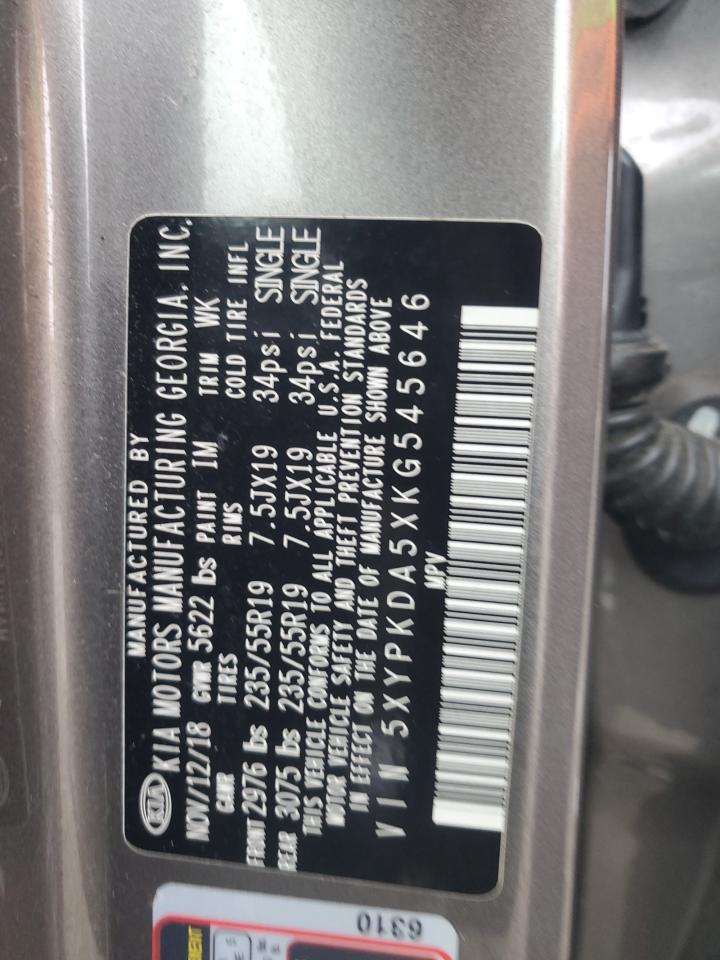 KIA
MANUFACTURED BY
KIA MOTORS MANUFACTURING GEORGIA, INC.
NOV/12/18 GVWR 5622 lbs PAINT 1M TRIM WK
GAWR TIRES RIMS COLD TIRE INFL
FRONT 2976 lbs 235/55R19 7.5JX19 34psi SINGLE
REAR 3075 lbs 235/55R19 7.5JX19 34psi SINGLE
THIS VEHICLE CONFORMS TO ALL APPLICABLE U.S.A. FEDERAL
MOTOR VEHICLE SAFETY AND THEFT PREVENTION STANDARDS
IN EFFECT ON THE DATE OF MANUFACTURE SHOWN ABOVE
VIN 5XYPKDA5XKG545646
MPV
6310